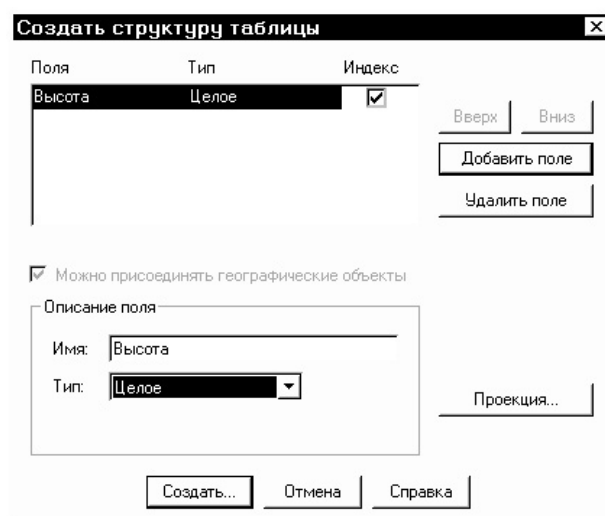 Создать структуру таблицы
Поля Тип Индекс
Высота Целое
Вверх Вниз
Добавить поле
Удалить поле
Можно присоединять географические объекты
Описание поля
Имя: Высота
Тип: Целое
Проекция...
Создать... Отмена Справка